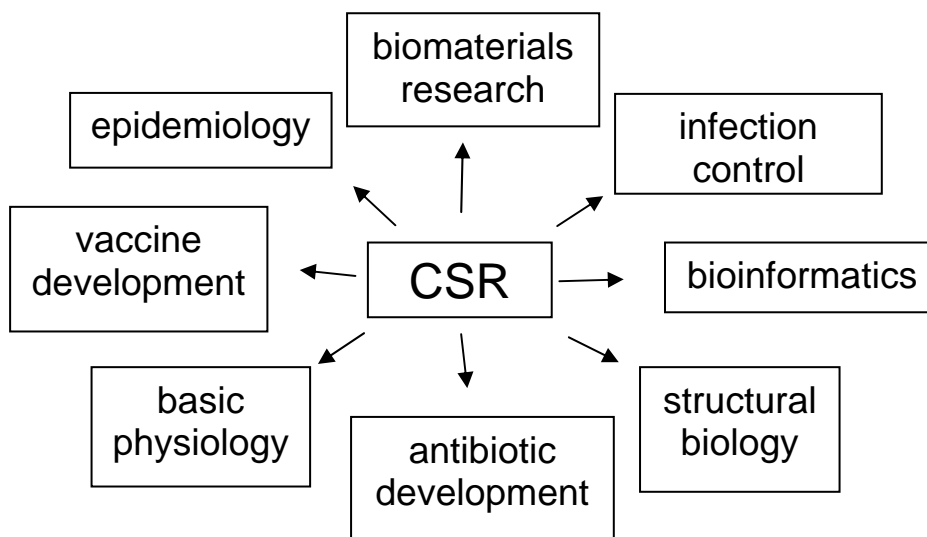 biomaterials
research
epidemiology
infection
control
vaccine
development
CSR
bioinformatics
basic
physiology
antibiotic
development
structural
biology